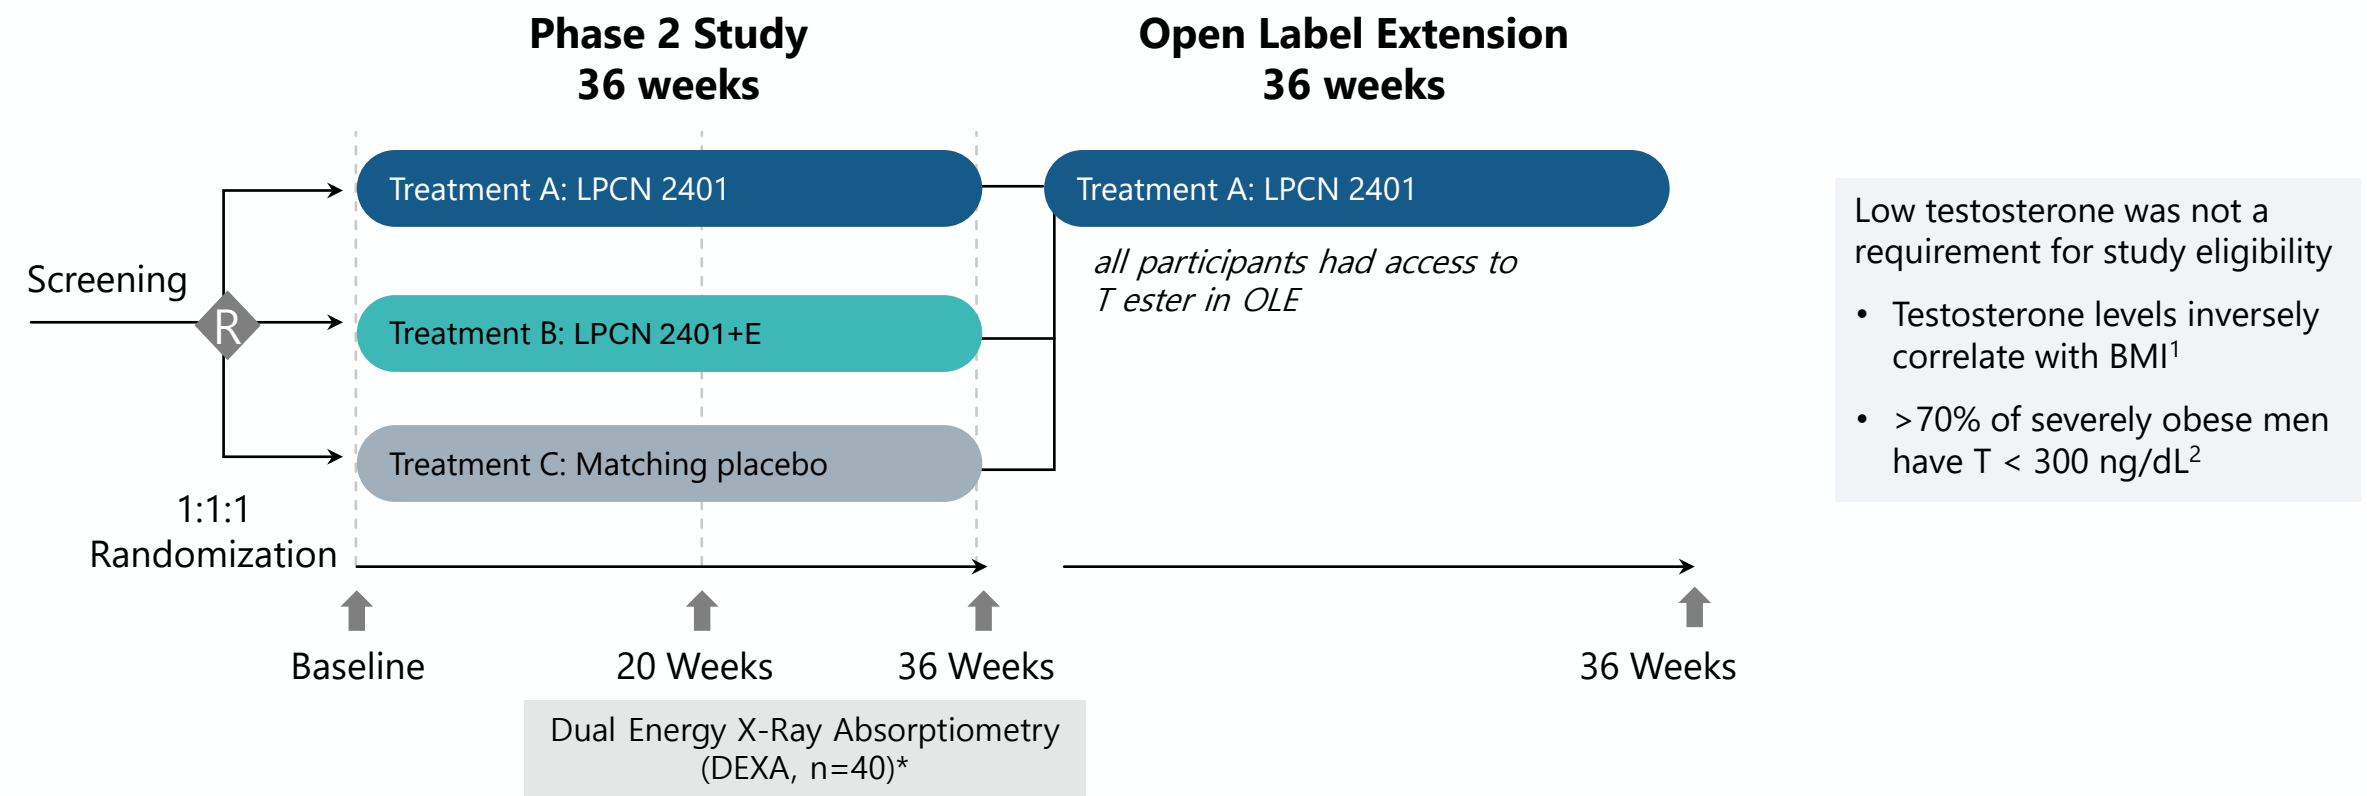 Phase 2 Study
36 weeks
Open Label Extension
36 weeks
Screening
R
1:1:1
Randomization
Treatment A: LPCN 2401
Treatment B: LPCN 2401+E
Treatment C: Matching placebo
Treatment A: LPCN 2401
all participants had access to
T ester in OLE
Baseline
20 Weeks
36 Weeks
36 Weeks
Dual Energy X-Ray Absorptiometry
(DEXA, n=40)*
Low testosterone was not a
requirement for study eligibility
• Testosterone levels inversely
correlate with BMI¹
• >70% of severely obese men
have T < 300 ng/dL²